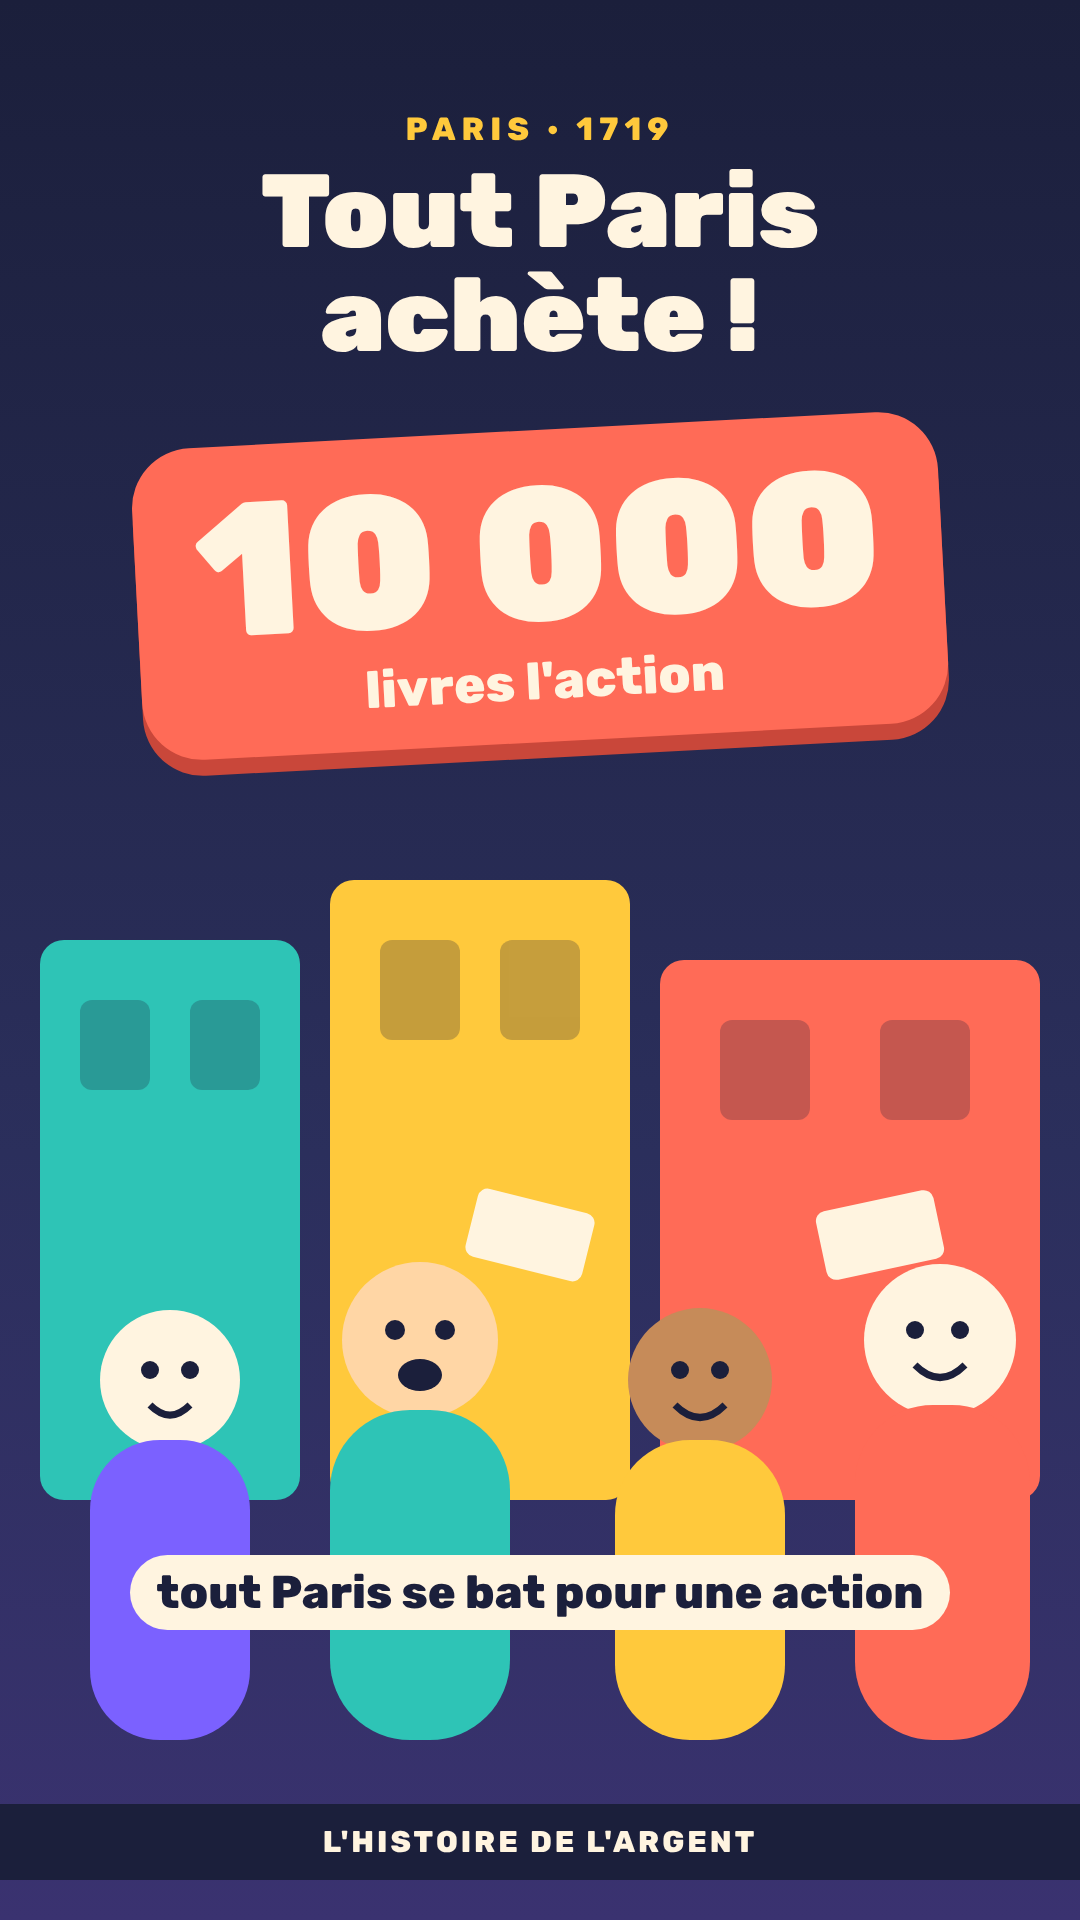 PARIS · 1719
Tout Paris
achète !
10 000
livres l'action
tout Paris se bat pour une action
L'HISTOIRE DE L'ARGENT